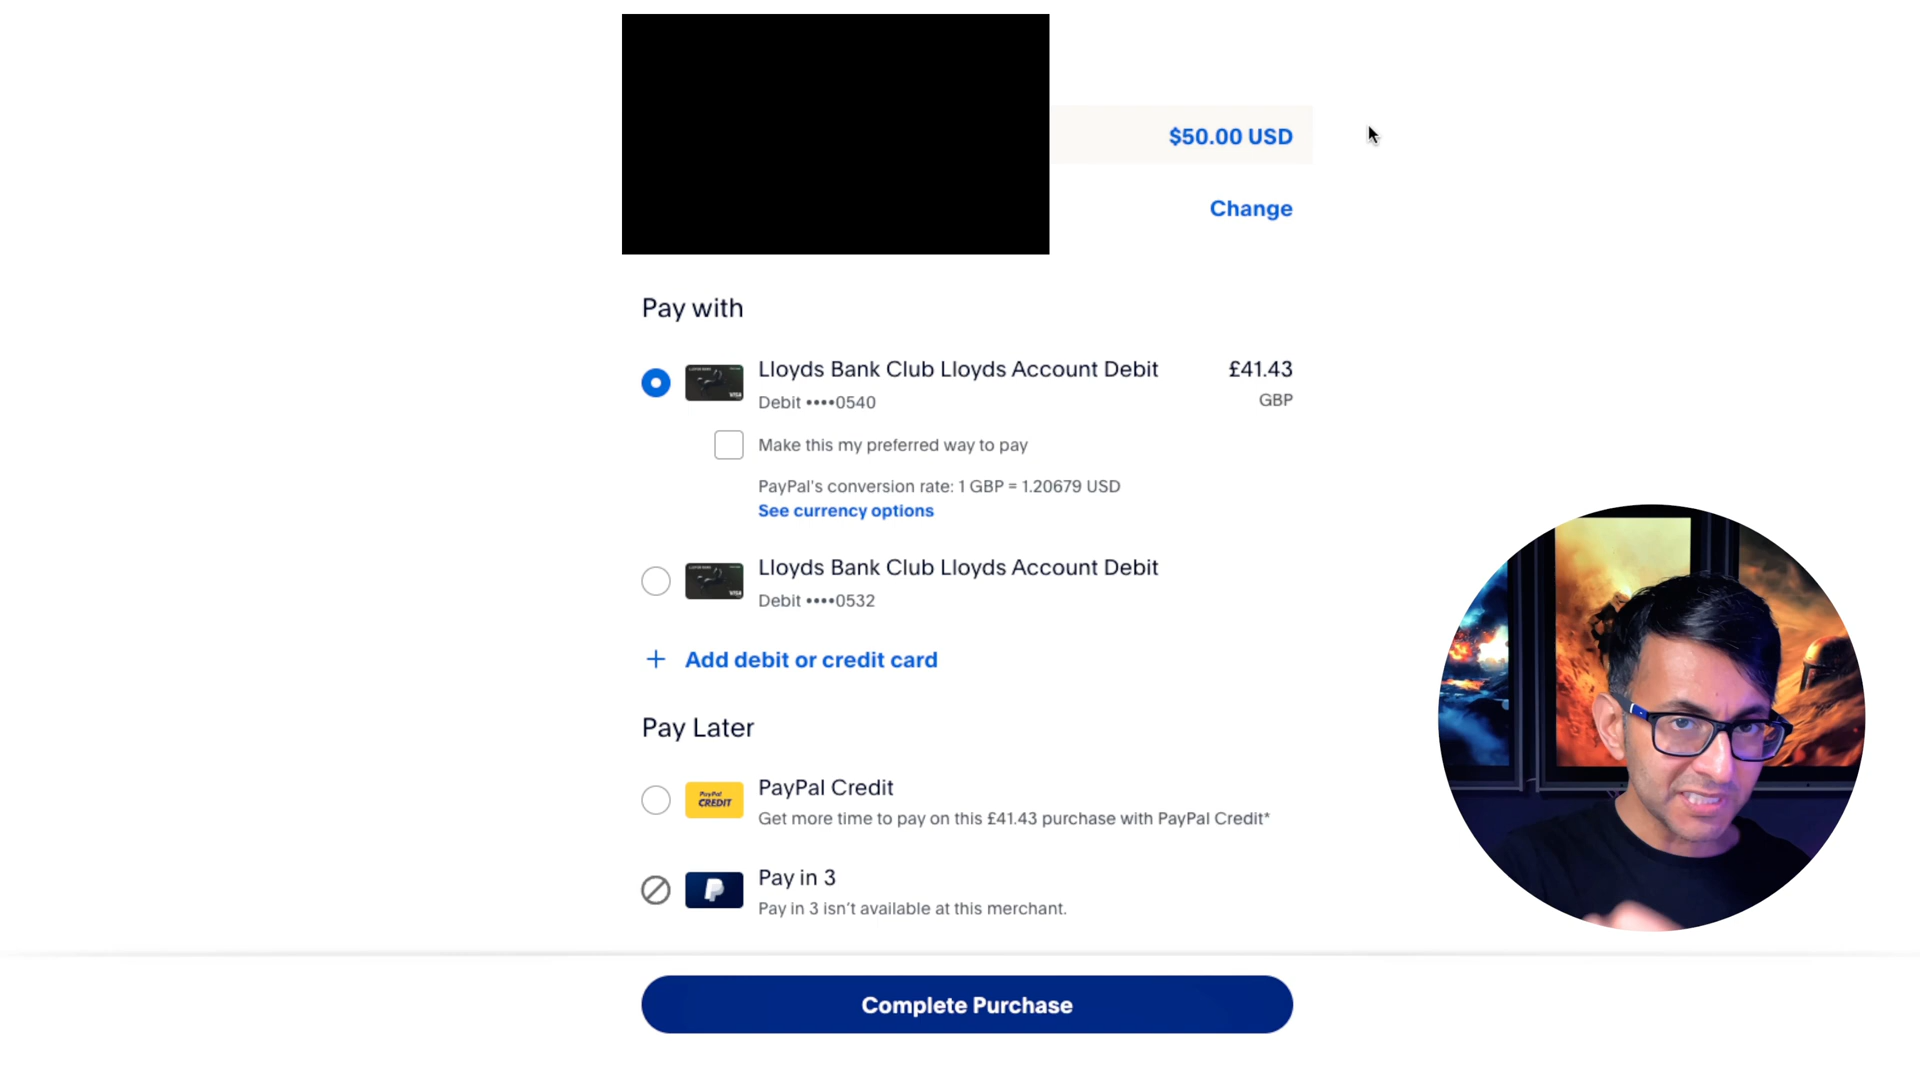 $50.00 USD
Change
Pay with
Lloyds Bank Club Lloyds Account Debit
£41.43
Debit ••••0540
GBP
Make this my preferred way to pay
PayPal's conversion rate: 1 GBP = 1.20679 USD
See currency options
Lloyds Bank Club Lloyds Account Debit
Debit ••••0532
+ Add debit or credit card
Pay Later
PayPal
CREDIT
PayPal Credit
Get more time to pay on this £41.43 purchase with PayPal Credit*
Pay in 3
Pay in 3 isn't available at this merchant.
Complete Purchase